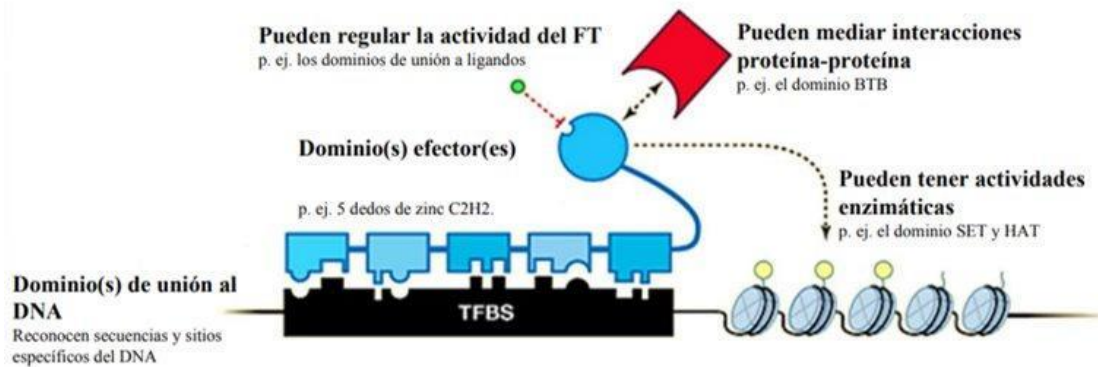 Pueden regular la actividad del FT
p. ej. los dominios de unión a ligandos
Pueden mediar interacciones
proteína-proteína
p. ej. el dominio BTB
Dominio(s) efector(es)
p. ej. 5 dedos de zinc C2H2.
Pueden tener actividades
enzimáticas
p. ej. el dominio SET y HAT
Dominio(s) de unión al
DNA
Reconocen secuencias y sitios
específicos del DNA
TFBS